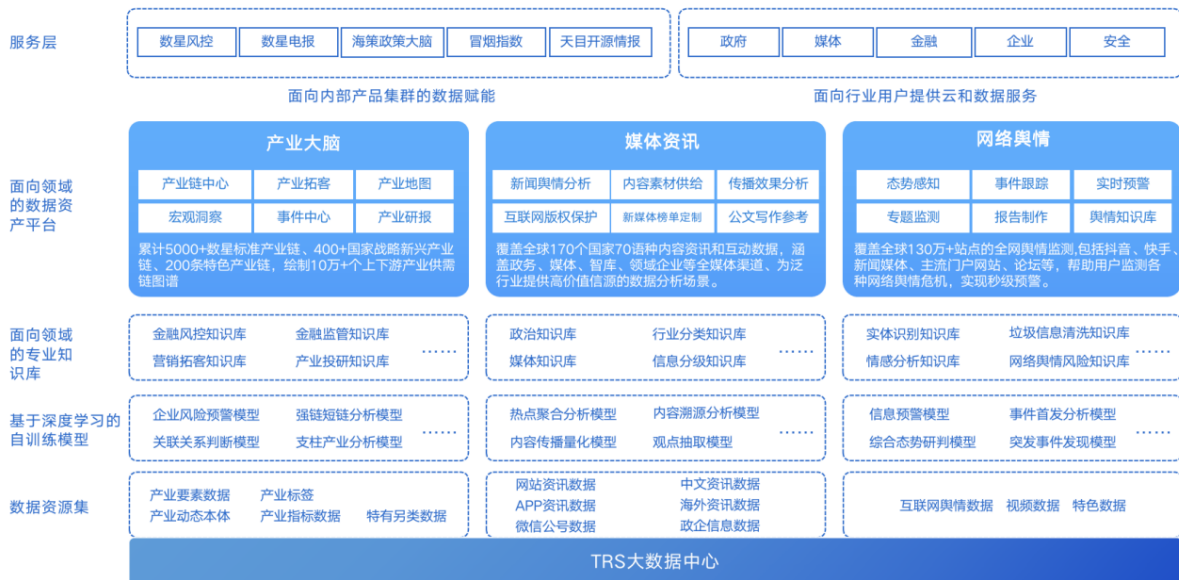 服务层
数星风控 数星电报 海策政策大脑 冒烟指数 天目开源情报
政府 媒体 金融 企业 安全
面向内部产品集群的数据赋能
面向行业用户提供云和数据服务
面向领域
的数据资
产平台
产业大脑
产业链中心 产业拓客 产业地图
宏观洞察 事件中心 产业研报
累计5000+数星标准产业链、400+国家战略新兴产业
链、200条特色产业链，绘制10万+个上下游产业供需
链图谱
媒体资讯
新闻舆情分析 内容素材供给 传播效果分析
互联网版权保护 新媒体榜单定制 公文写作参考
覆盖全球170个国家70语种内容资讯和互动数据，涵
盖政务、媒体、智库、领域企业等全媒体渠道、为泛
行业提供高价值信源的数据分析场景。
网络舆情
态势感知 事件跟踪 实时预警
专题监测 报告制作 舆情知识库
覆盖全球130万+站点的全网舆情监测,包括抖音、快手、
新闻媒体、主流门户网站、论坛等，帮助用户监测各
种网络舆情危机，实现秒级预警。
面向领域
的专业知
识库
金融风控知识库 金融监管知识库
营销拓客知识库 产业投研知识库 ……
政治知识库 行业分类知识库
媒体知识库 信息分级知识库 ……
实体识别知识库 垃圾信息清洗知识库
情感分析知识库 网络舆情风险知识库 ……
基于深度学习的
自训练模型
企业风险预警模型 强链短链分析模型
关联关系判断模型 支柱产业分析模型 ……
热点聚合分析模型 内容溯源分析模型
内容传播量化模型 观点抽取模型 ……
信息预警模型 事件首发分析模型
综合态势研判模型 突发事件发现模型 ……
数据资源集
产业要素数据 产业标签
产业动态本体 产业指标数据 特有另类数据
网站资讯数据 中文资讯数据
APP资讯数据 海外资讯数据
微信公号数据 政企信息数据
互联网舆情数据 视频数据 特色数据
TRS大数据中心